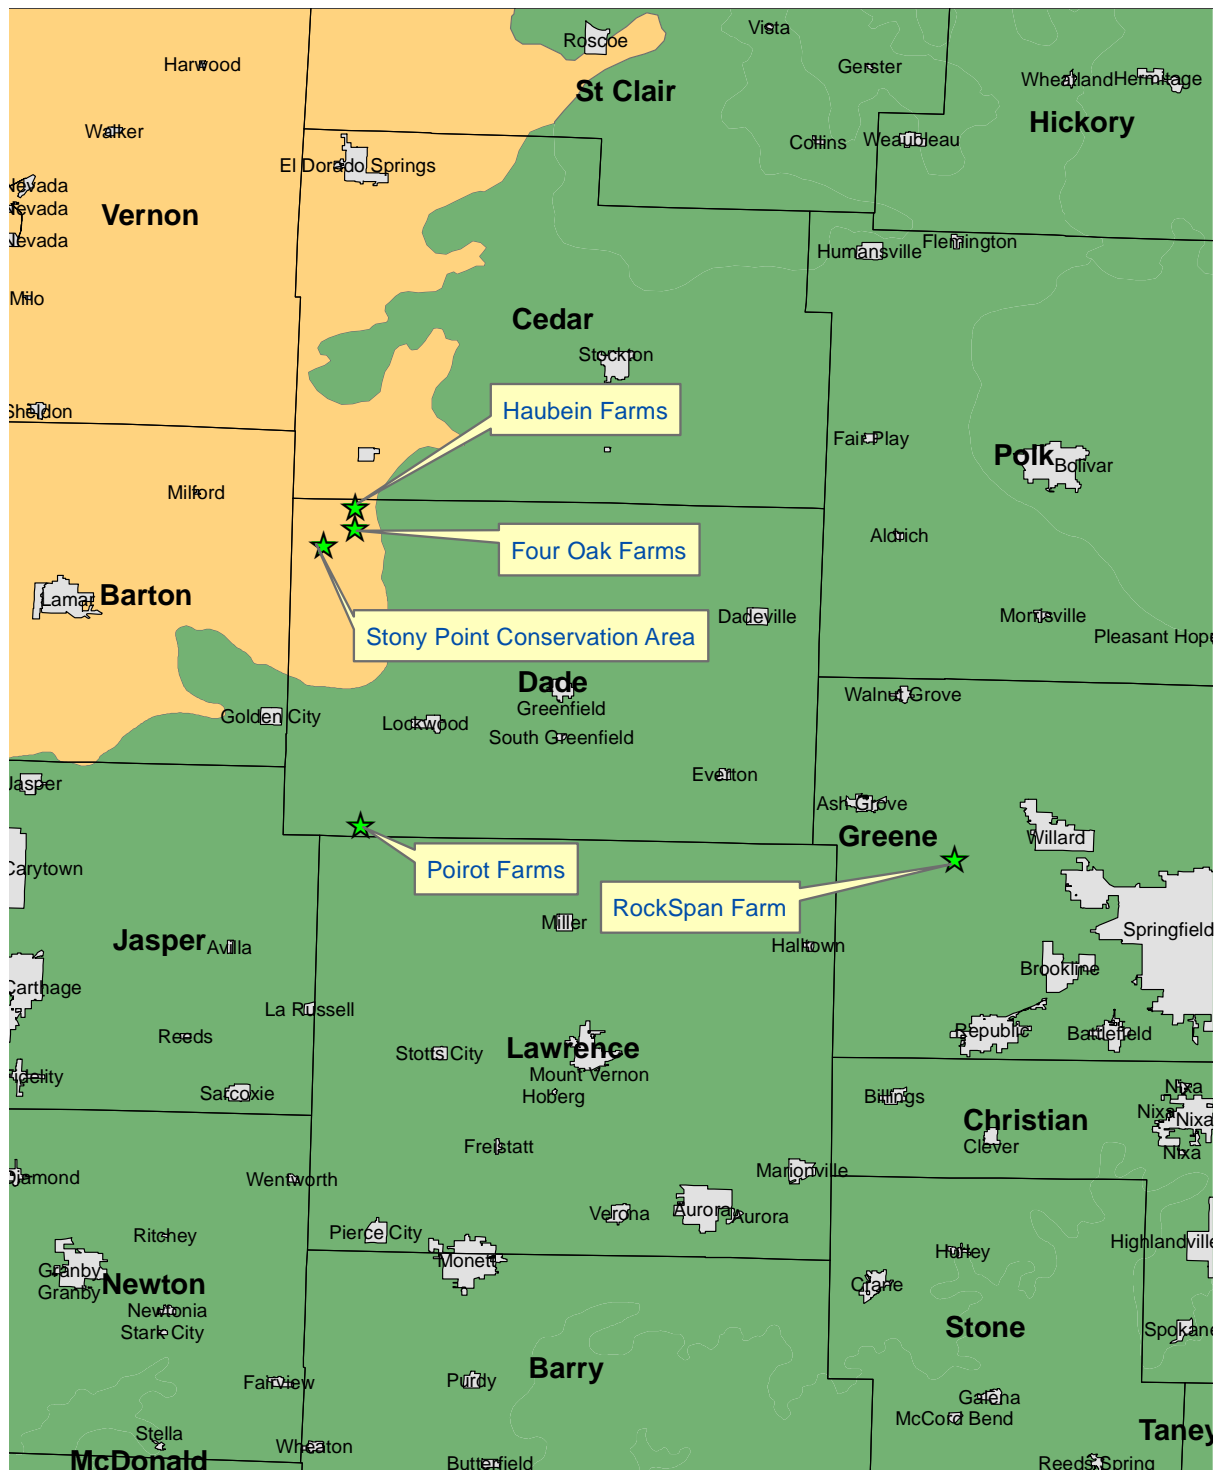 Roscoe
Vista
Harwood
Gerster
Wheatland
Hermitage
St Clair
Hickory
Walker
Collins
Weaubleau
El Dorado Springs
Nevada
Nevada
Vernon
Nevada
Humansville
Flemington
Milo
Cedar
Stockton
Sheldon
Haubein Farms
Fair Play
Polk
Bolivar
Milford
Aldrich
Four Oak Farms
Lamar
Barton
Dadeville
Morrisville
Stony Point Conservation Area
Pleasant Hope
Dade
Walnut Grove
Greenfield
Golden City
Lockwood
South Greenfield
Everton
Jasper
Ash Grove
Greene
Willard
Carytown
Poirot Farms
RockSpan Farm
Miller
Springfield
Jasper
Avilla
Halltown
Brookline
Carthage
La Russell
Reeds
Republic
Battlefield
Stotts City
Lawrence
Mount Vernon
Fidelity
Sarcoxie
Hoberg
Billings
Nixa
Nixa
Nixa
Christian
Clever
Nixa
Freistatt
Diamond
Wentworth
Marionville
Verona
Aurora
Aurora
Ritchey
Pierce City
Highlandville
Monett
Hurley
Granby
Granby
Newton
Crane
Newtonia
Stark City
Stone
Spokane
Barry
Fairview
Purdy
Galena
McCord Bend
Stella
Wheaton
Taney
McDonald
Butterfield
Reeds Spring